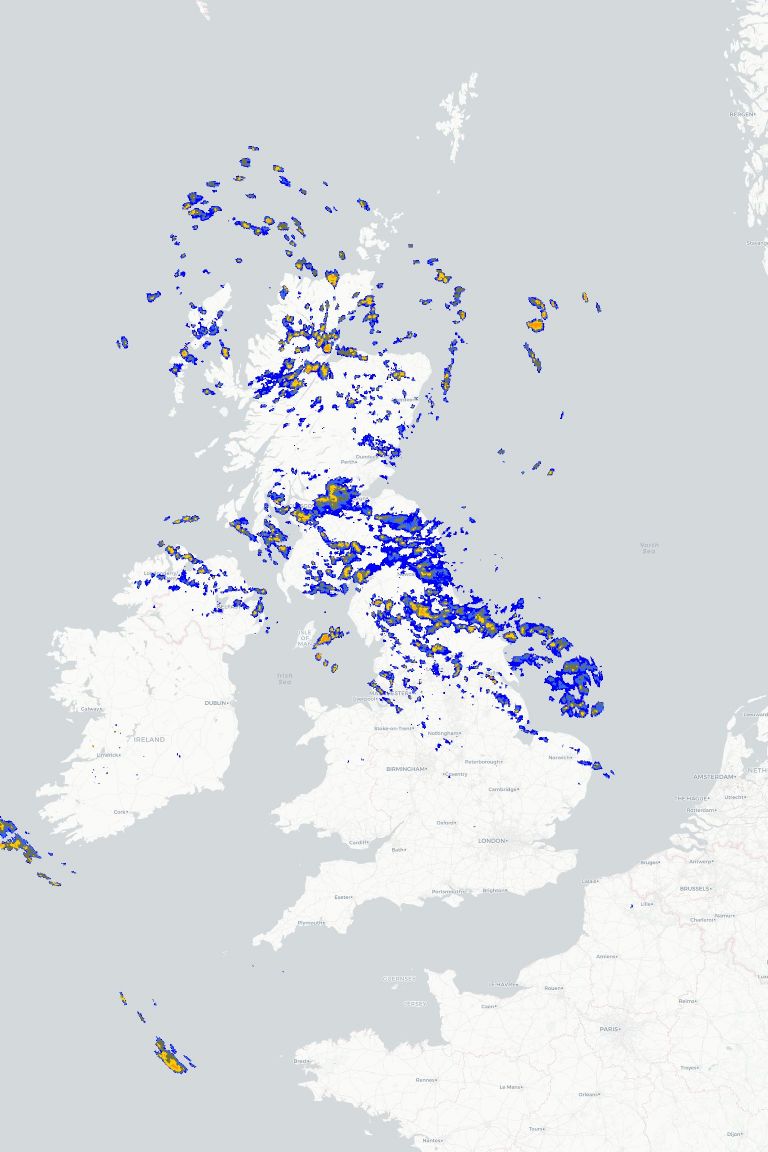 BERGEN
Stavanger
Dundee
Perth
North
Sea
ISLE
OF
MAN
Irish
Sea
MANCHESTER
Liverpool
DUBLIN
Galway
IRELAND
Limerick
Stoke-on-Trent
Nottingham
Norwich
Peterborough
BIRMINGHAM
Coventry
Cambridge
AMSTERDAM
NETH
THE HAGUE
Utrecht
Rotterdam
Cork
Oxford
LONDON
Cardiff
Bath
Bruges
Antwerp
Calais
BRUSSELS
Exeter
Portsmouth
Brighton
Lille
Charleroi
Namur
Plymouth
Amiens
GUERNSEY
LE HAVRE
Rouen
JERSEY
Caen
Reims
PARIS
Brest
Troyes
Rennes
Le Mans
Orléans
Tours
Nantes
Dijon